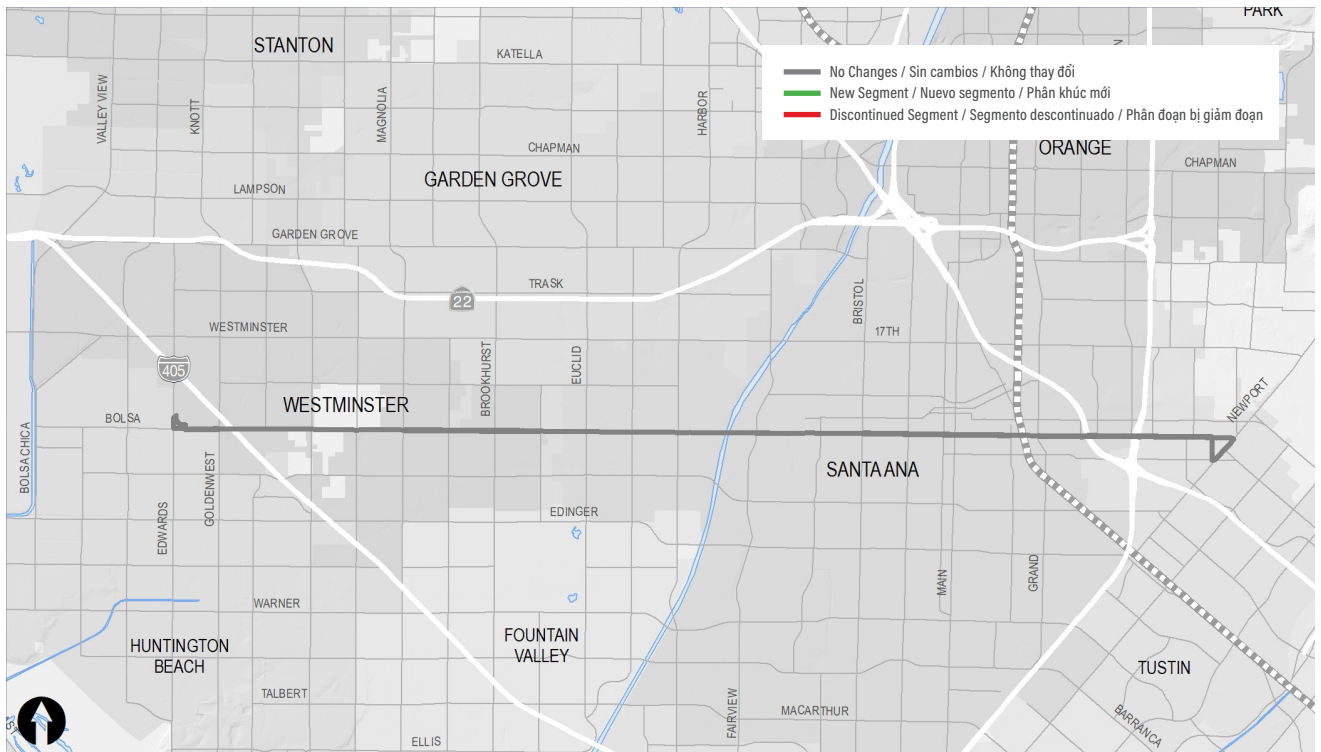 PARK
STANTON
KATELLA
VALLEY VIEW
KNOTT
MAGNOLIA
HARBOR
No Changes / Sin cambios / Không thay đổi
New Segment / Nuevo segmento / Phân khúc mới
Discontinued Segment / Segmento descontinuado / Phân đoạn bị giảm đoạn
CHAPMAN
ORANGE
CHAPMAN
GARDEN GROVE
LAMPSON
GARDEN GROVE
TRASK
22
BRISTOL
17TH
WESTMINSTER
405
BROOKHURST
EUCLID
NEWPORT
WESTMINSTER
BOLSA
BOLSA CHICA
GOLDENWEST
SANTA ANA
EDWARDS
EDINGER
MAIN
GRAND
WARNER
HUNTINGTON
BEACH
FOUNTAIN
VALLEY
TUSTIN
TALBERT
FAIRVIEW
MACARTHUR
BARRANCA
ELLIS